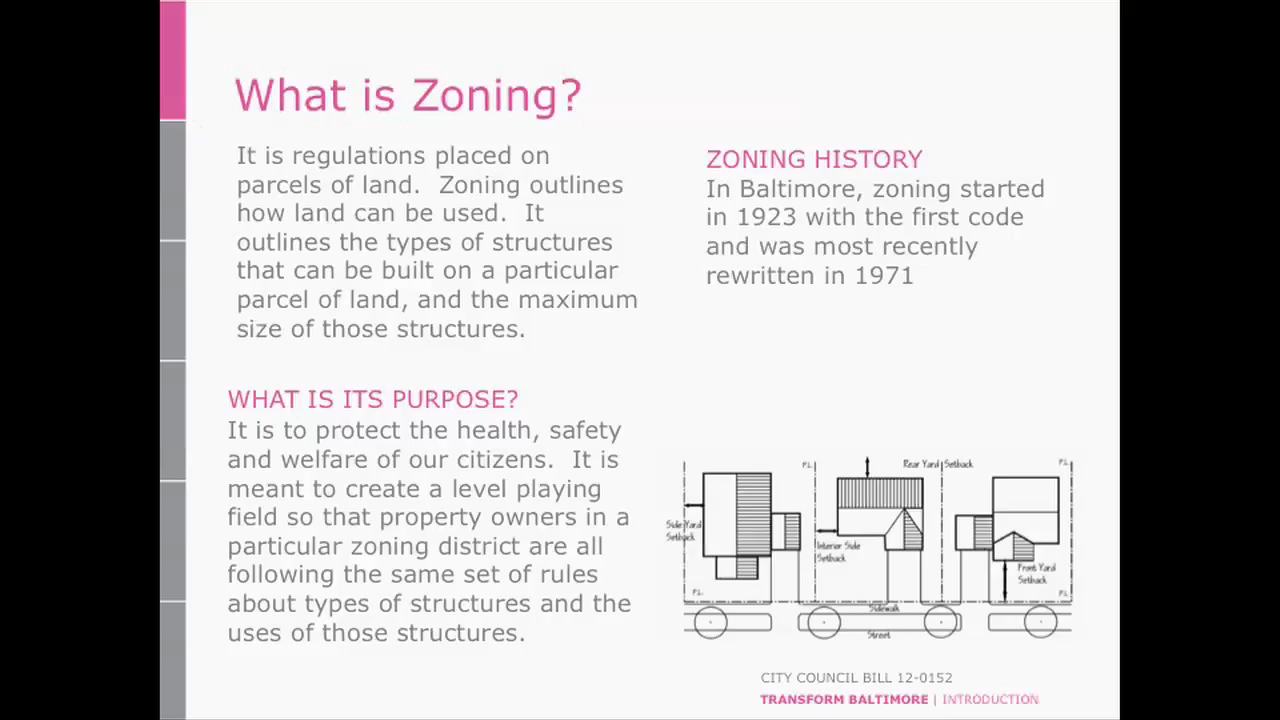 What is Zoning?
It is regulations placed on
parcels of land.  Zoning outlines
how land can be used.  It
outlines the types of structures
that can be built on a particular
parcel of land, and the maximum
size of those structures.
WHAT IS ITS PURPOSE?
It is to protect the health, safety
and welfare of our citizens.  It is
meant to create a level playing
field so that property owners in a
particular zoning district are all
following the same set of rules
about types of structures and the
uses of those structures.
ZONING HISTORY
In Baltimore, zoning started
in 1923 with the first code
and was most recently
rewritten in 1971
P.L.
Rear Yard Setback
P.L.
Side Yard
Setback
Interior Side
Setback
Front Yard
Setback
P.L.
P.L.
Sidewalk
Street
CITY COUNCIL BILL 12-0152
TRANSFORM BALTIMORE | INTRODUCTION